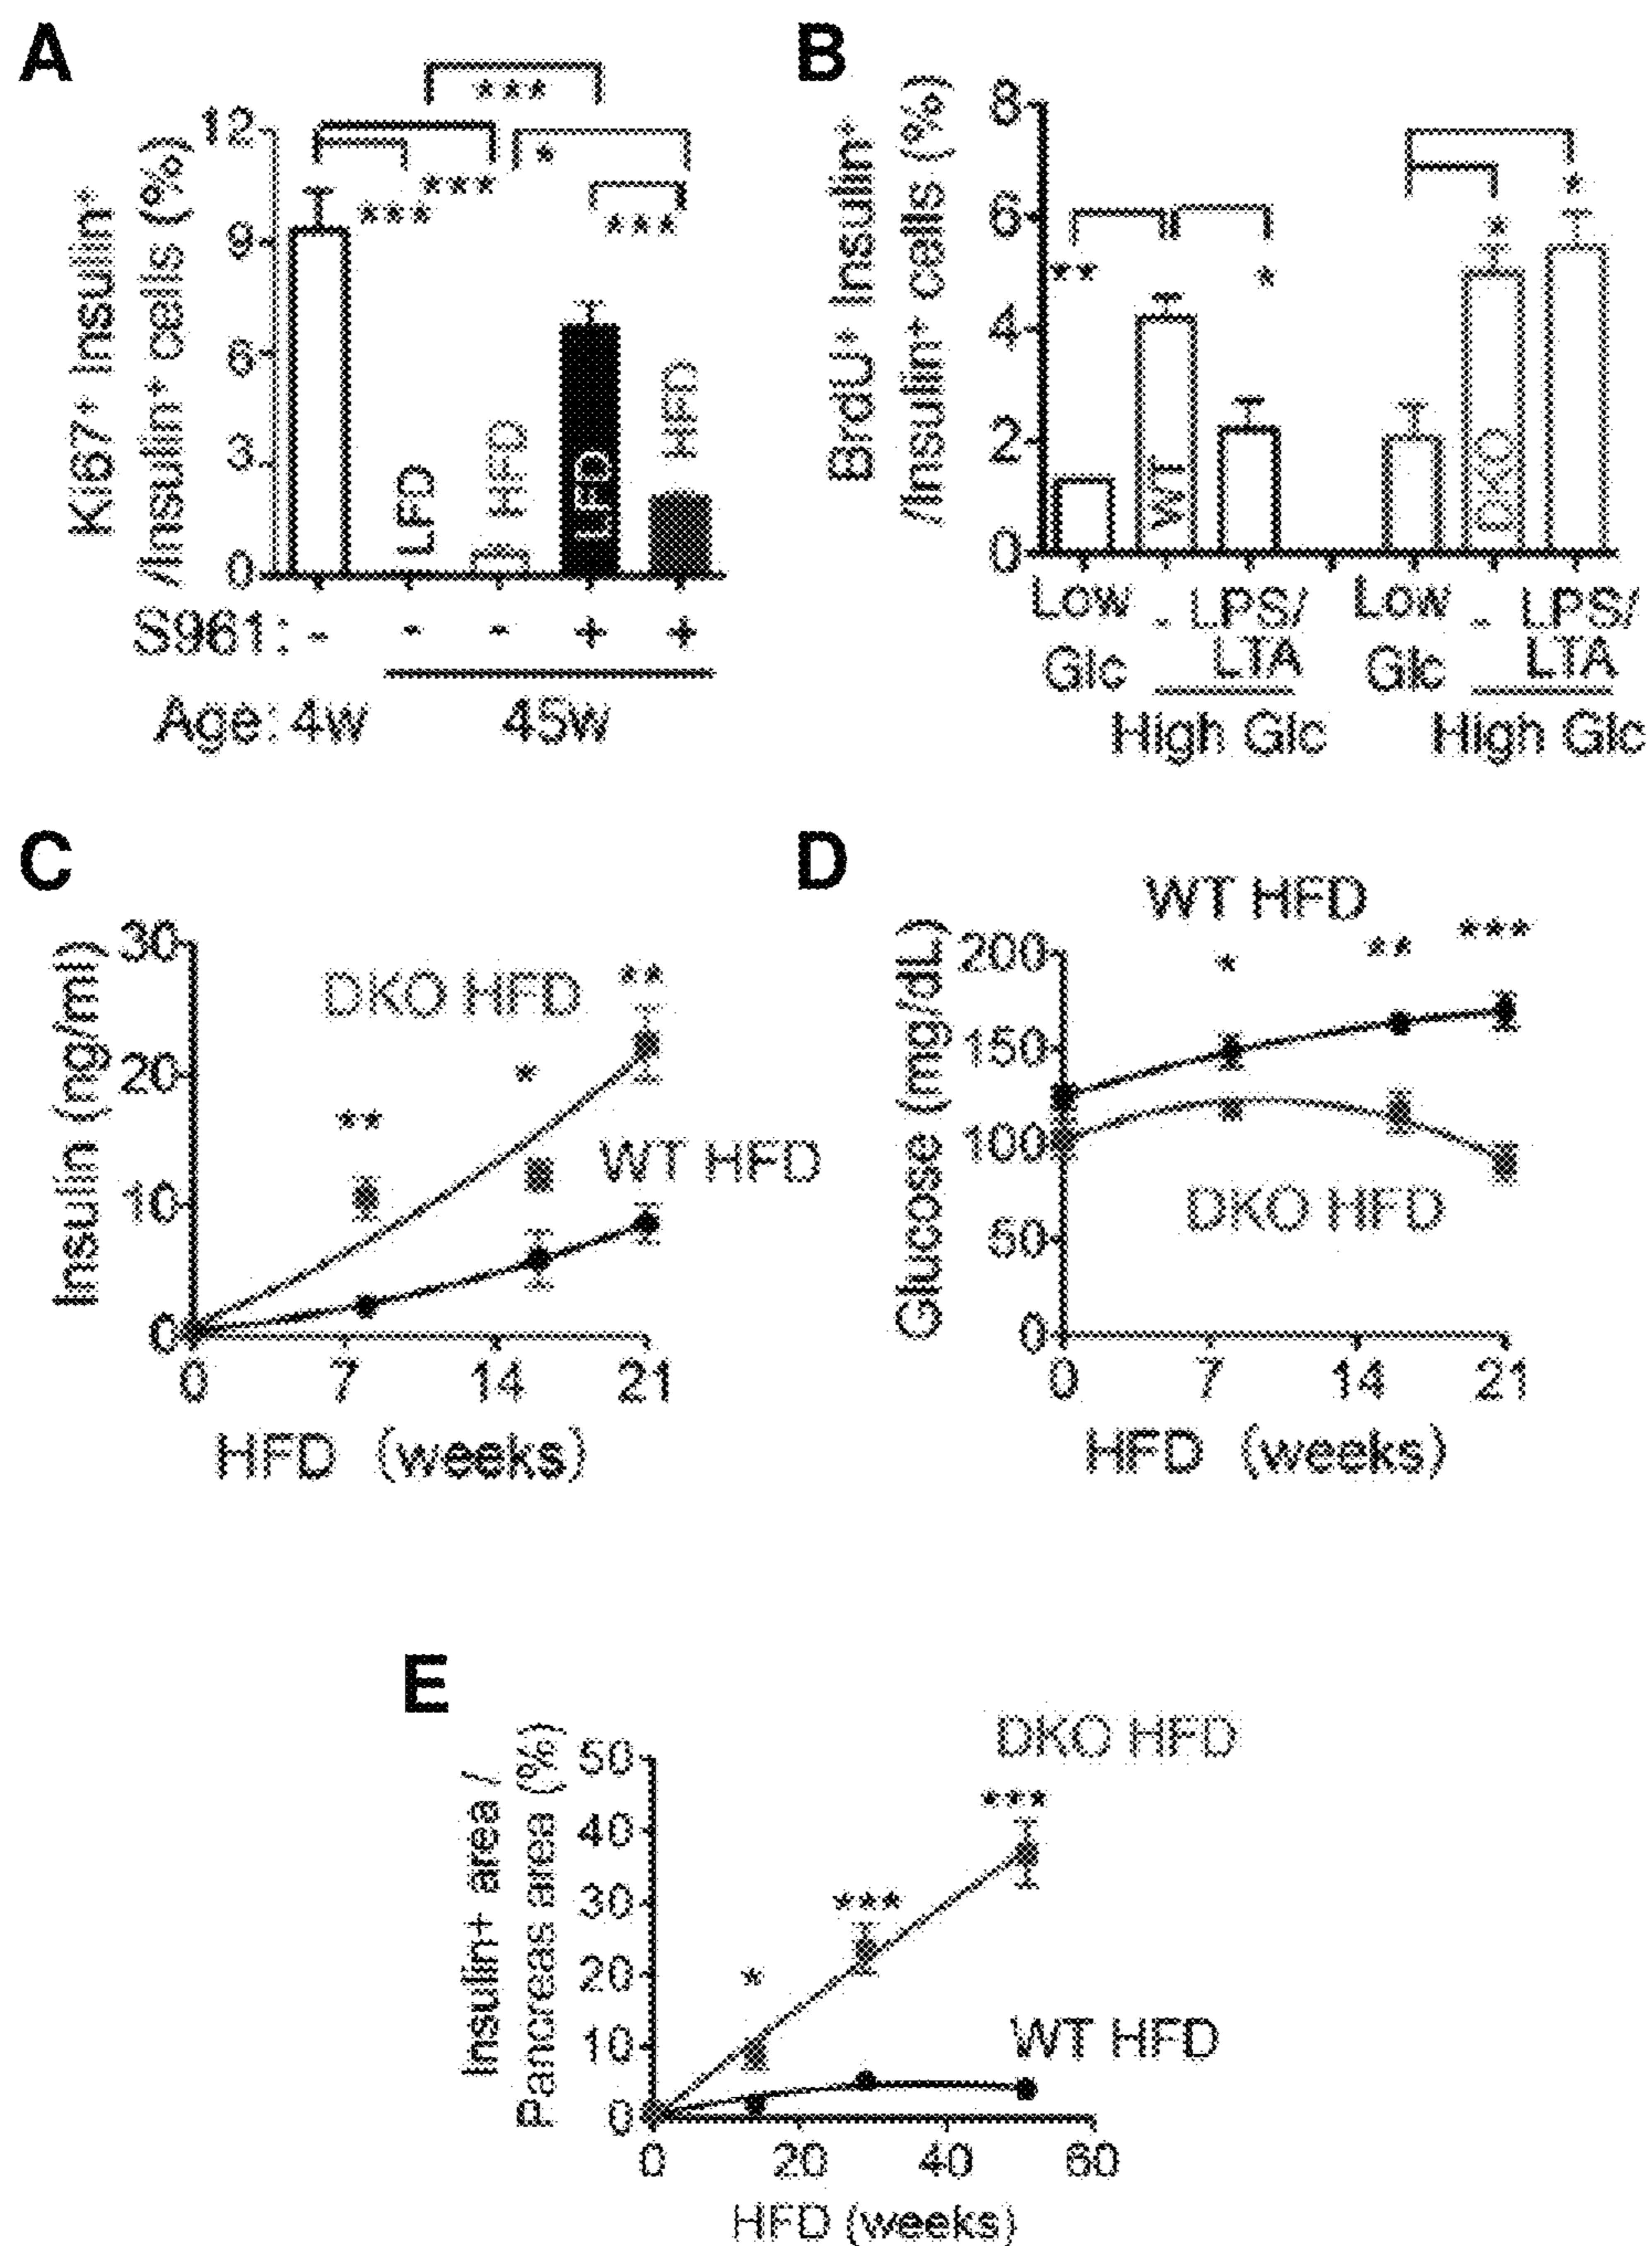 A
Ki67+ Insulin+
/Insulin+ cells (%)
12
9
6
3
0
***
***
***
*
***
LFD
HFD
LFD
HFD
S961: - - - + +
Age: 4w 45w
B
BrdU+ Insulin+
/Insulin+ cells (%)
8
6
4
2
0
**
*
*
*
WT
DKO
Low - LPS/ Low - LPS/
Glc LTA Glc LTA
High Glc High Glc
C
Insulin (ng/ml)
30
20
10
0
DKO HFD
**
*
**
WT HFD
0 7 14 21
HFD (weeks)
D
Glucose (mg/dL)
200
150
100
50
0
WT HFD
* ** ***
DKO HFD
0 7 14 21
HFD (weeks)
E
Insulin+ area /
Pancreas area (%)
50
40
30
20
10
0
DKO HFD
***
***
*
WT HFD
0 20 40 60
HFD (weeks)